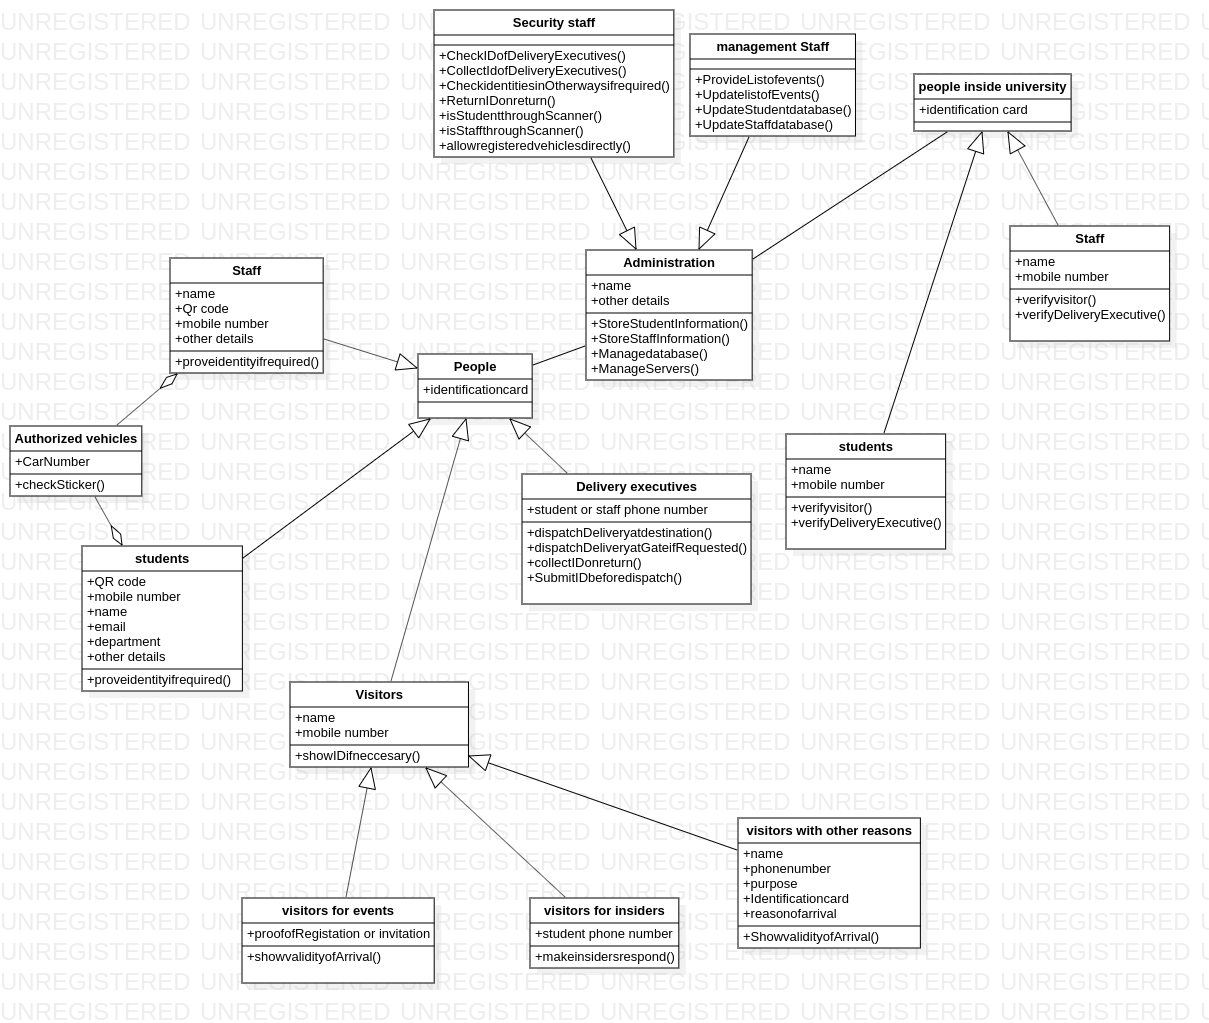 Security staff
+CheckIDofDeliveryExecutives()
+CollectIdofDeliveryExecutives()
+CheckidentitiesinOtherwaysifrequired()
+ReturnIDonreturn()
+isStudentthroughScanner()
+isStaffthroughScanner()
+allowregisteredvehiclesdirectly()
management Staff
+ProvideListofevents()
+UpdatelistofEvents()
+UpdateStudentdatabase()
+UpdateStaffdatabase()
people inside university
+identification card
Staff
+name
+mobile number
+verifyvisitor()
+verifyDeliveryExecutive()
Administration
+name
+other details
+StoreStudentInformation()
+StoreStaffInformation()
+Managedatabase()
+ManageServers()
Staff
+name
+Qr code
+mobile number
+other details
+proveidentityifrequired()
People
+identificationcard
Authorized vehicles
+CarNumber
+checkSticker()
students
+name
+mobile number
+verifyvisitor()
+verifyDeliveryExecutive()
Delivery executives
+student or staff phone number
+dispatchDeliveryatdestination()
+dispatchDeliveryatGateifRequested()
+collectIDonreturn()
+SubmitIDbeforedispatch()
students
+QR code
+mobile number
+name
+email
+department
+other details
+proveidentityifrequired()
Visitors
+name
+mobile number
+showIDifneccesary()
visitors with other reasons
+name
+phonenumber
+purpose
+Identificationcard
+reasonofarrival
+ShowvalidityofArrival()
visitors for events
+proofofRegistation or invitation
+showvalidityofArrival()
visitors for insiders
+student phone number
+makeinsidersrespond()
UNREGISTERED